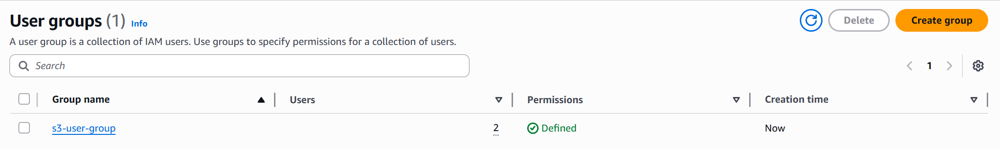 User groups (1) Info
Delete
Create group
A user group is a collection of IAM users. Use groups to specify permissions for a collection of users.
Search
1
Group name Users Permissions Creation time
s3-user-group 2 Defined Now